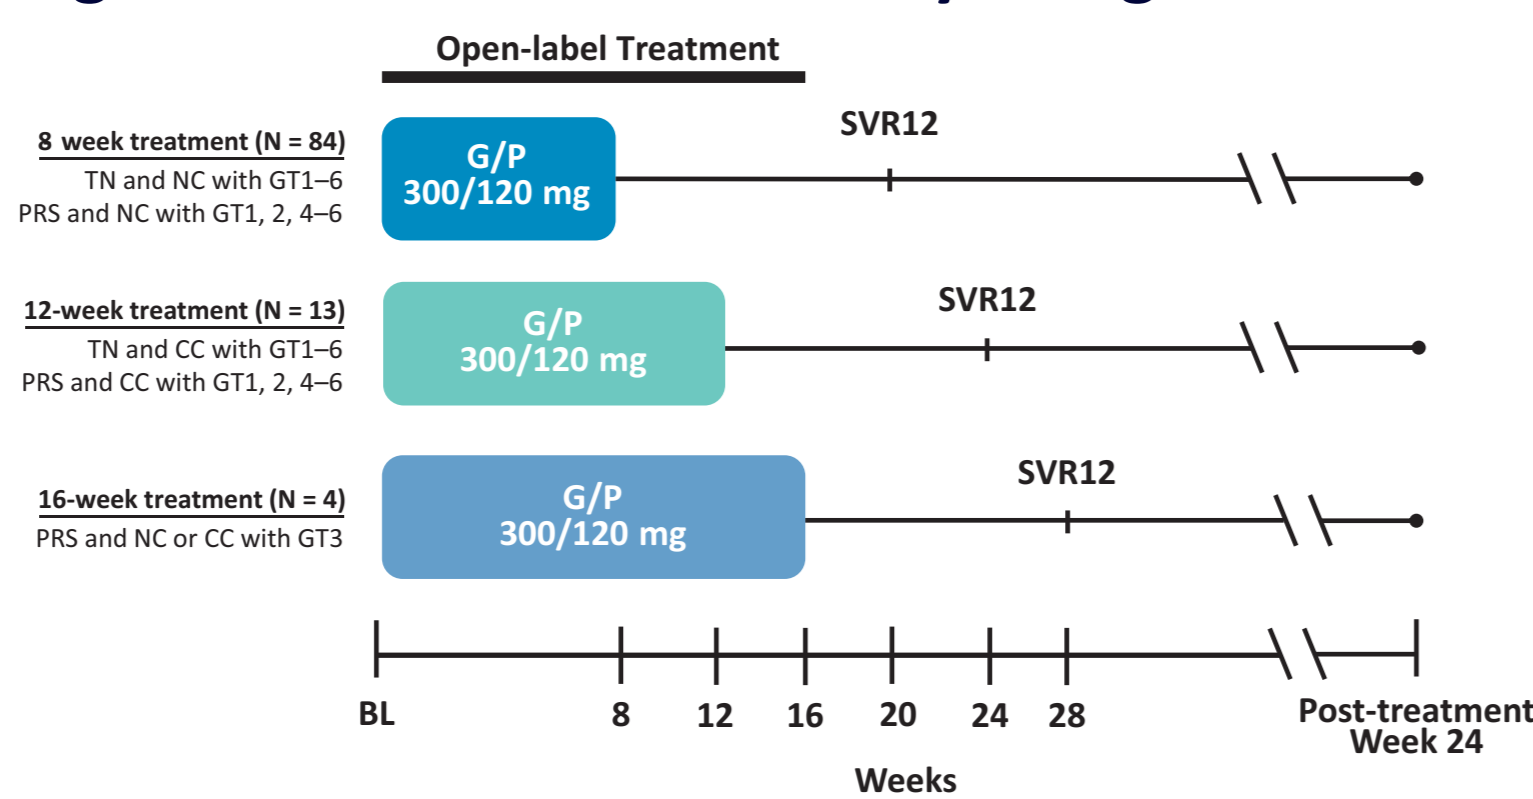 Open-label Treatment
8 week treatment (N = 84)
TN and NC with GT1–6
PRS and NC with GT1, 2, 4–6
G/P
300/120 mg
SVR12
12-week treatment (N = 13)
TN and CC with GT1–6
PRS and CC with GT1, 2, 4–6
G/P
300/120 mg
SVR12
16-week treatment (N = 4)
PRS and NC or CC with GT3
G/P
300/120 mg
SVR12
BL 8 12 16 20 24 28
Post-treatment
Week 24
Weeks